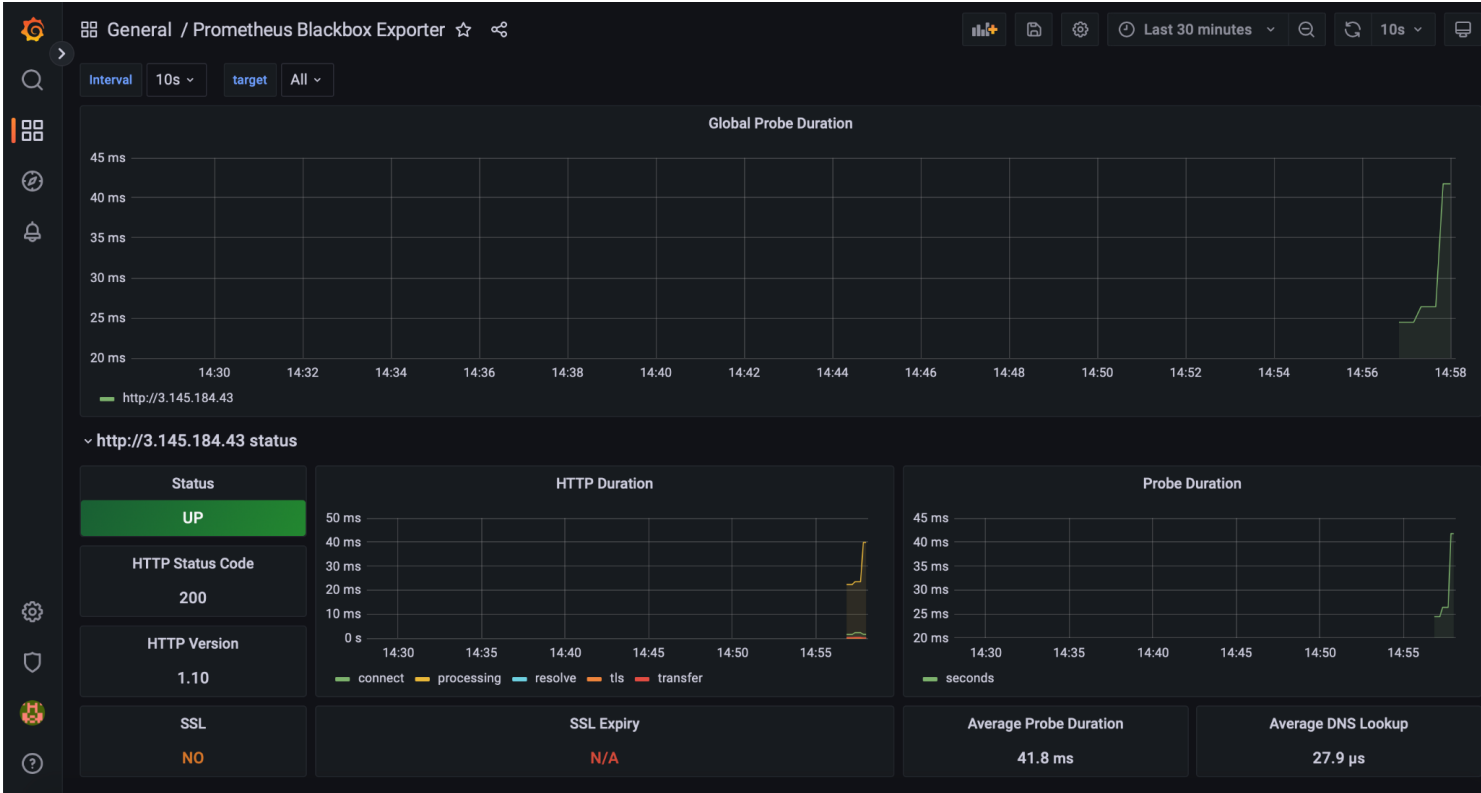 General / Prometheus Blackbox Exporter
Last 30 minutes
10s
Interval 10s target All
Global Probe Duration
45 ms
40 ms
35 ms
30 ms
25 ms
20 ms
14:30 14:32 14:34 14:36 14:38 14:40 14:42 14:44 14:46 14:48 14:50 14:52 14:54 14:56 14:58
http://3.145.184.43
http://3.145.184.43 status
Status
UP
HTTP Status Code
200
HTTP Version
1.10
HTTP Duration
50 ms
40 ms
30 ms
20 ms
10 ms
0 s
14:30 14:35 14:40 14:45 14:50 14:55
connect processing resolve tls transfer
Probe Duration
45 ms
40 ms
35 ms
30 ms
25 ms
20 ms
14:30 14:35 14:40 14:45 14:50 14:55
seconds
SSL
NO
SSL Expiry
N/A
Average Probe Duration
41.8 ms
Average DNS Lookup
27.9 µs